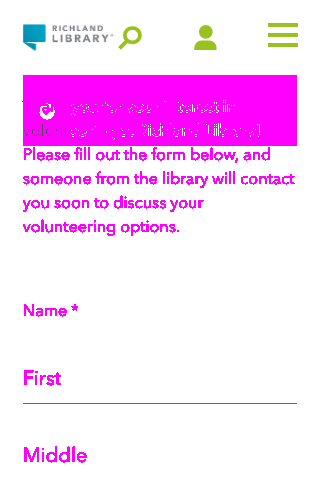 RICHLAND
LIBRARY
Please fill out the form below, and
someone from the library will contact
you soon to discuss your
volunteering options.
Name *
First
Middle